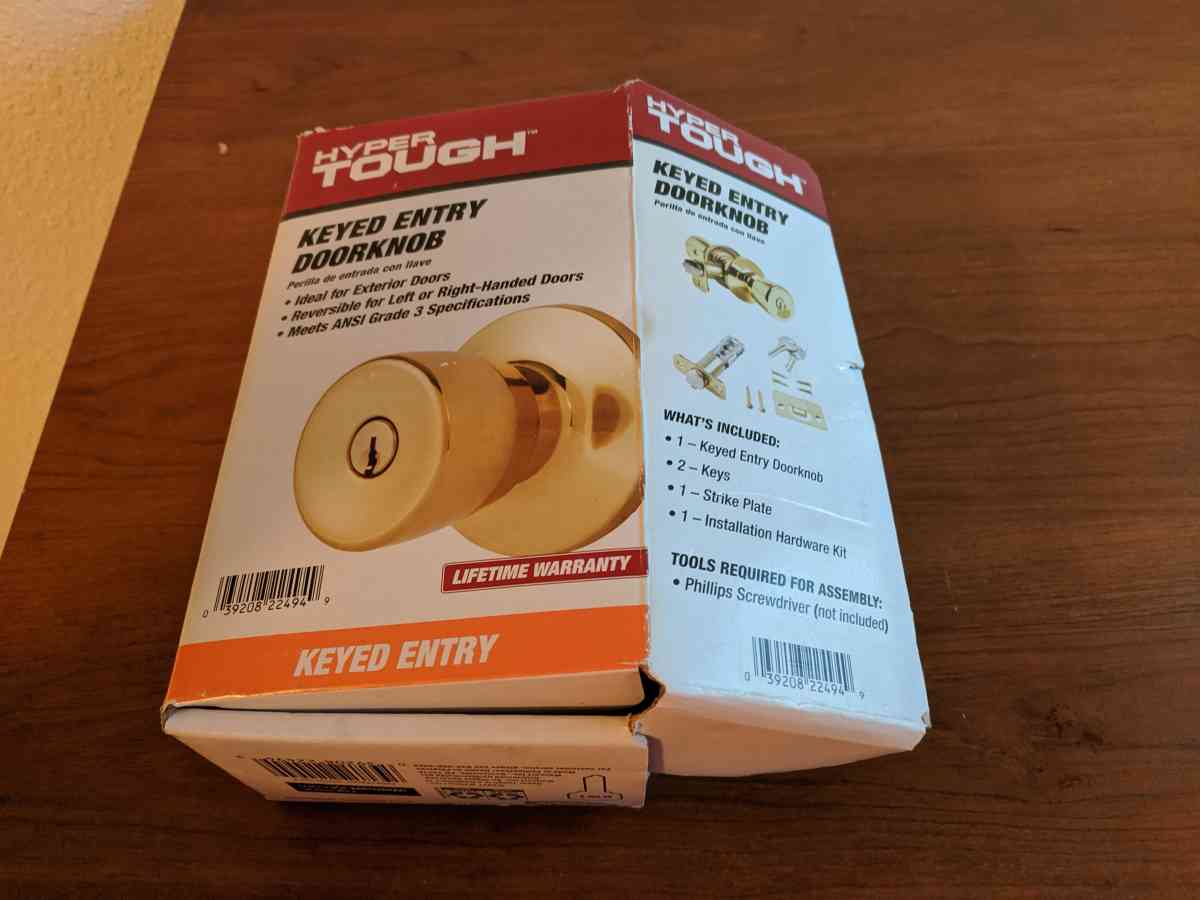 HYPER
TOUGH™
KEYED ENTRY
DOORKNOB
Perilla de entrada con llave
• Ideal for Exterior Doors
• Reversible for Left or Right-Handed Doors
• Meets ANSI Grade 3 Specifications
LIFETIME WARRANTY
0 39208 22494 9
KEYED ENTRY
HYPER
TOUGH™
KEYED ENTRY
DOORKNOB
Perilla de entrada con llave
WHAT'S INCLUDED:
• 1 – Keyed Entry Doorknob
• 2 – Keys
• 1 – Strike Plate
• 1 – Installation Hardware Kit
TOOLS REQUIRED FOR ASSEMBLY:
• Phillips Screwdriver (not included)
0 39208 22494 9